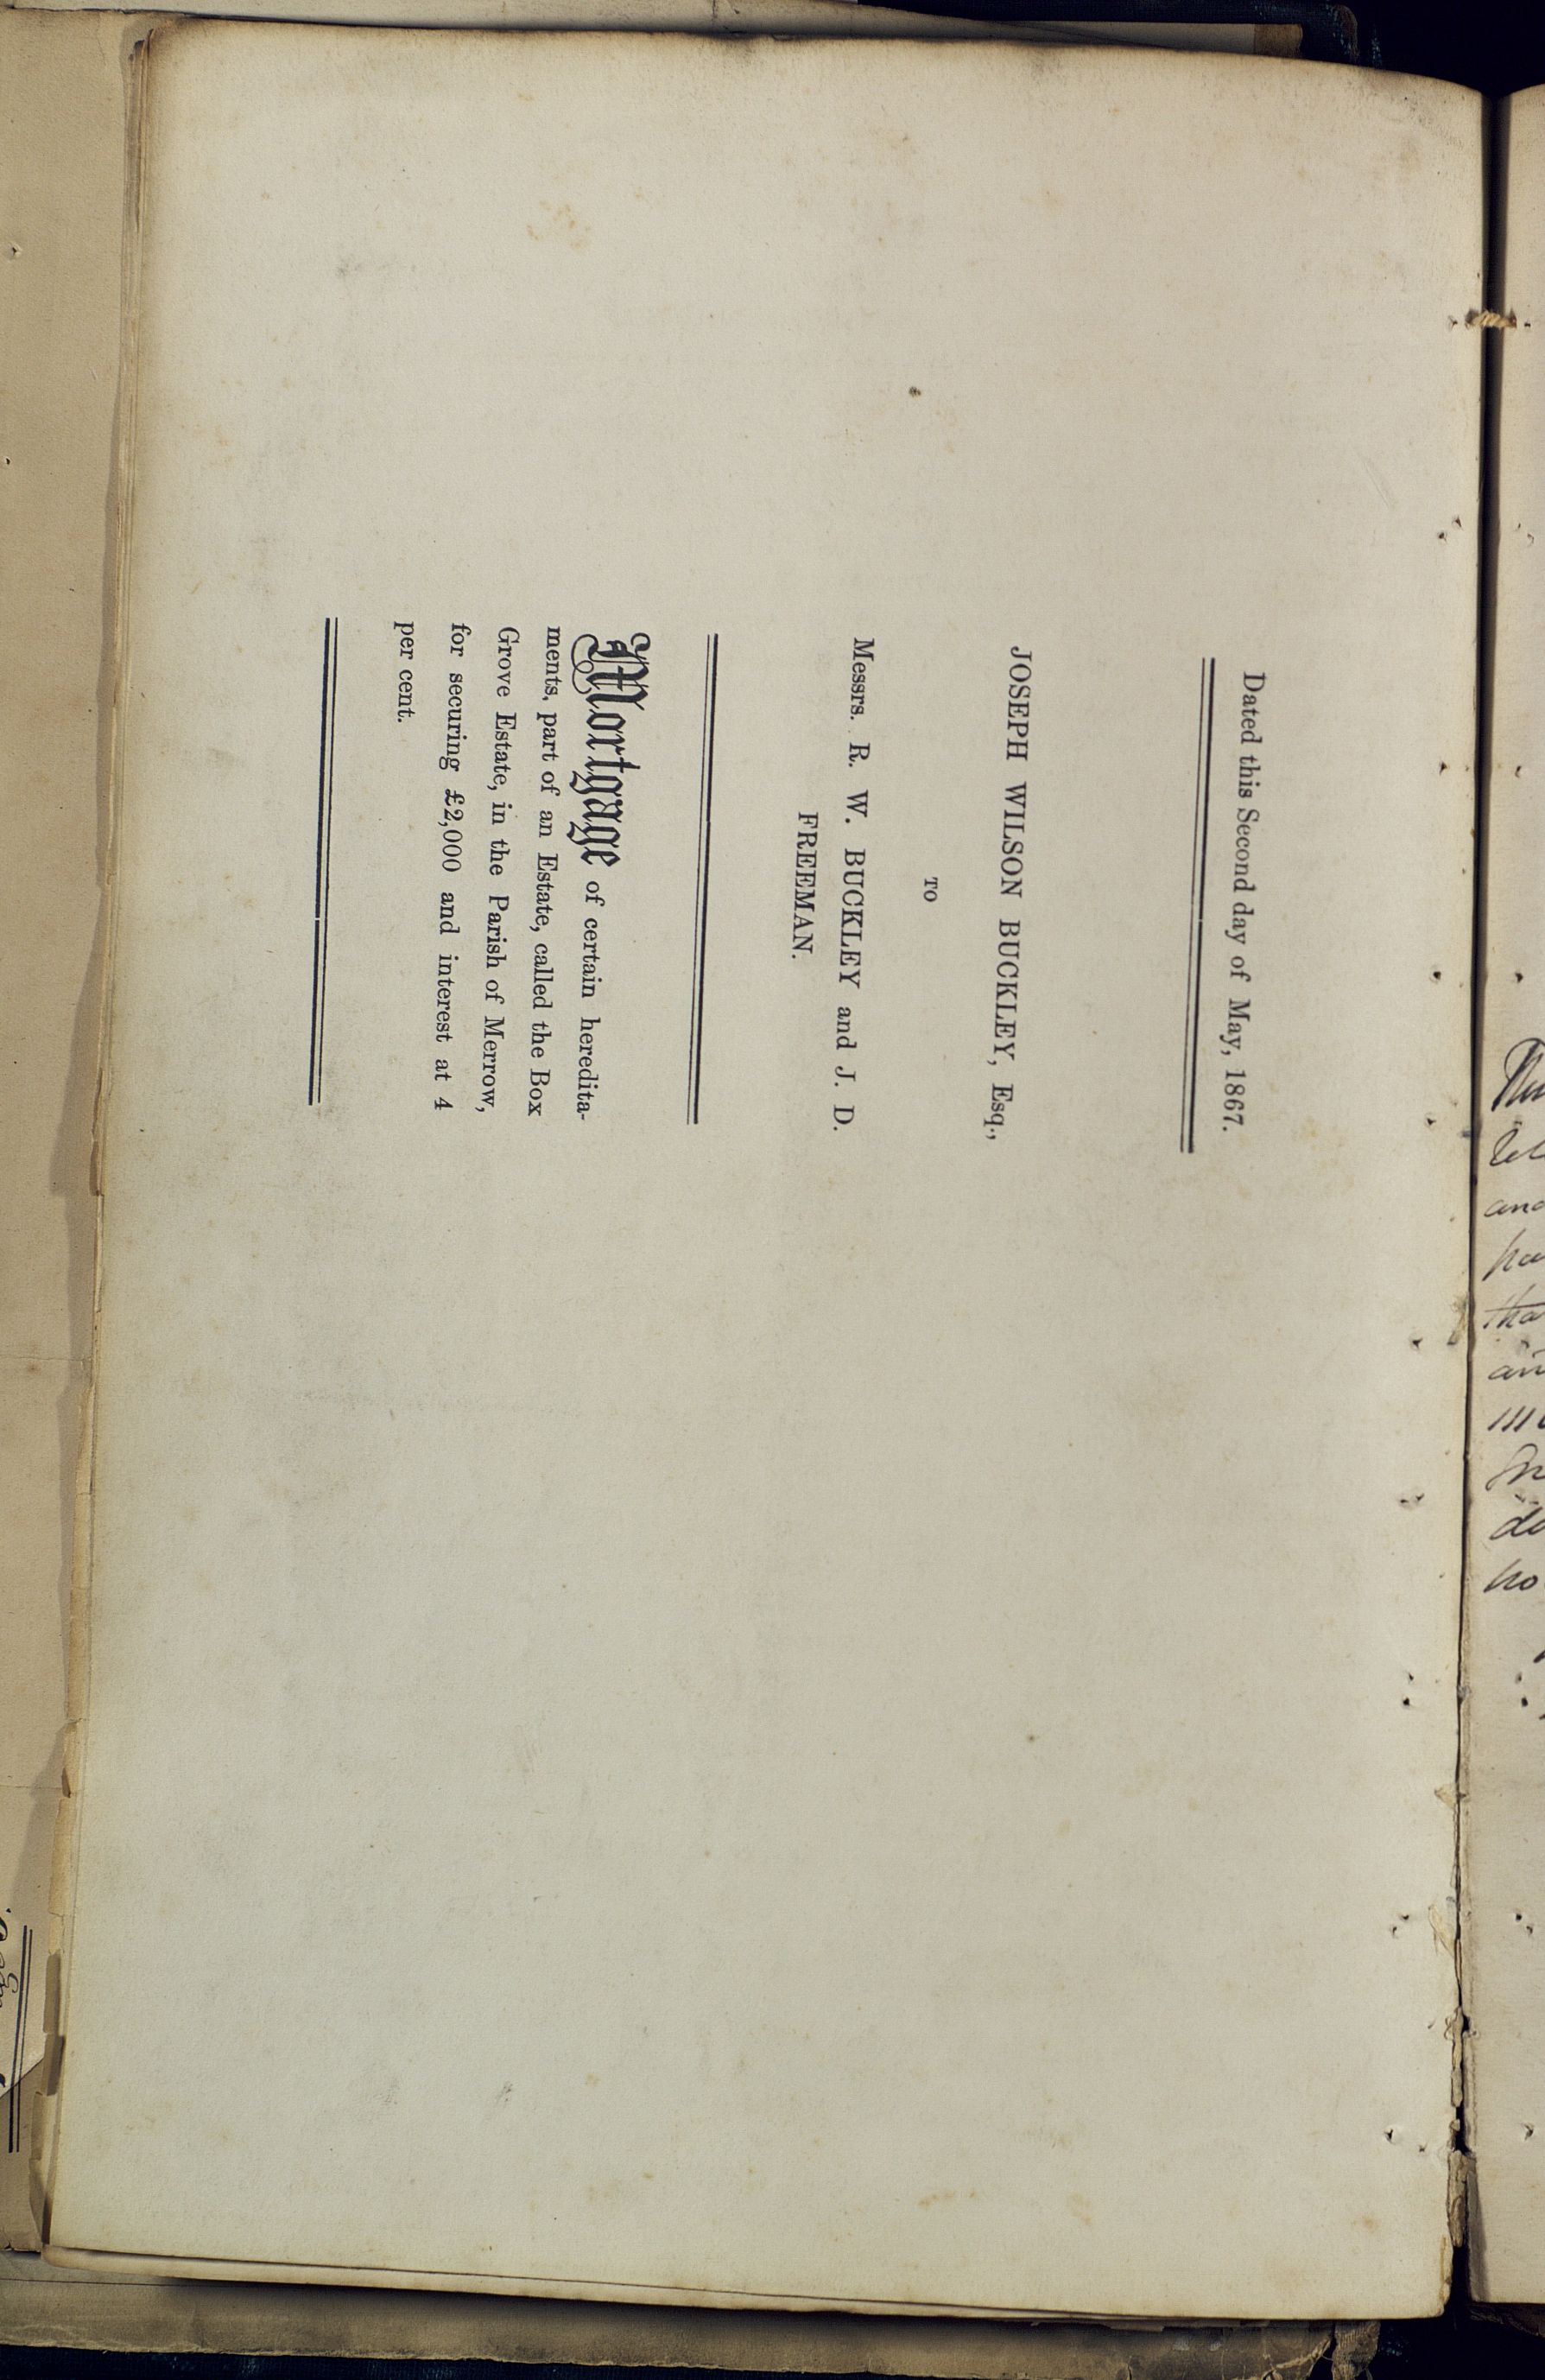 Dated this Second day of May, 1867.
JOSEPH WILSON BUCKLEY, Esq.,
TO
Messrs. R. W. BUCKLEY and J. D.
FREEMAN.
Mortgage of certain heredita-
ments, part of an Estate, called the Box
Grove Estate, in the Parish of Merrow,
for securing £2,000 and interest at 4
per cent.
and